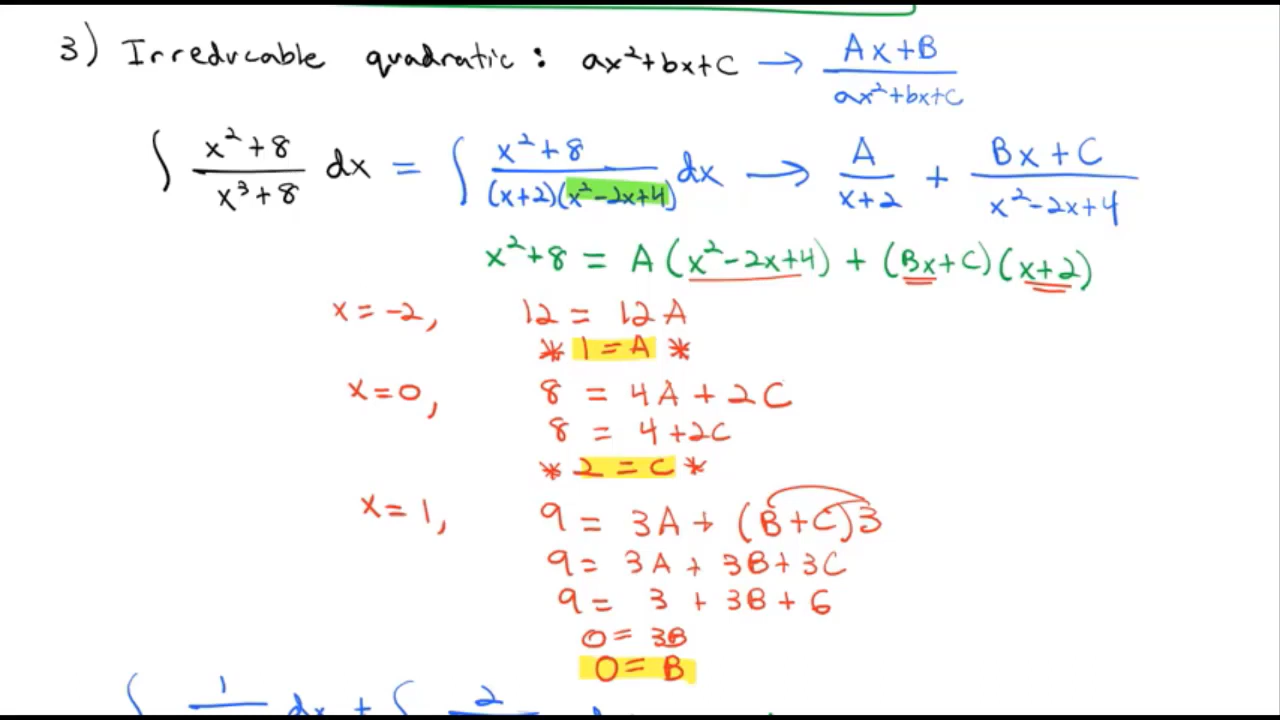 3) Irreducable quadratic : ax²+bx+c → Ax+B / ax²+bx+c
∫ x²+8 / x³+8 dx = ∫ x²+8 / (x+2)(x²-2x+4) dx → A / x+2 + Bx+C / x²-2x+4
x²+8 = A(x²-2x+4) + (Bx+C)(x+2)
x=-2, 12 = 12A
* 1=A *
x=0, 8 = 4A+2C
8 = 4+2C
* 2=C *
x=1, 9 = 3A+(B+C)3
9= 3A+3B+3C
9= 3+3B+6
0=3B
0=B
∫ 1 dx + ∫ 2